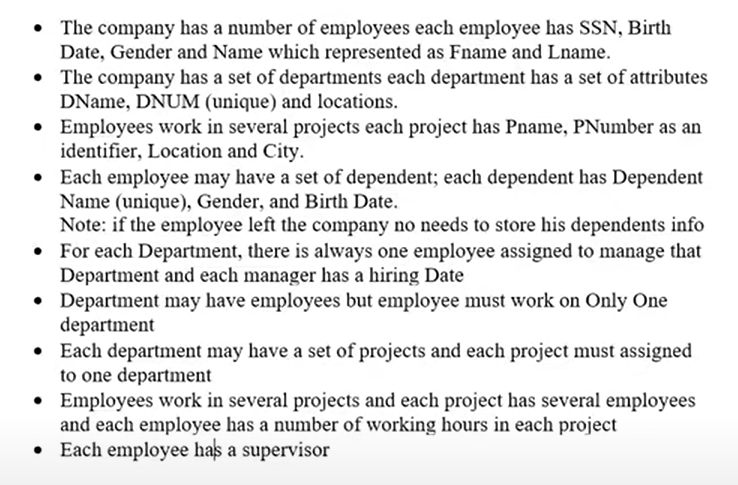 • The company has a number of employees each employee has SSN, Birth
Date, Gender and Name which represented as Fname and Lname.
• The company has a set of departments each department has a set of attributes
DName, DNUM (unique) and locations.
• Employees work in several projects each project has Pname, PNumber as an
identifier, Location and City.
• Each employee may have a set of dependent; each dependent has Dependent
Name (unique), Gender, and Birth Date.
Note: if the employee left the company no needs to store his dependents info
• For each Department, there is always one employee assigned to manage that
Department and each manager has a hiring Date
• Department may have employees but employee must work on Only One
department
• Each department may have a set of projects and each project must assigned
to one department
• Employees work in several projects and each project has several employees
and each employee has a number of working hours in each project
• Each employee has a supervisor